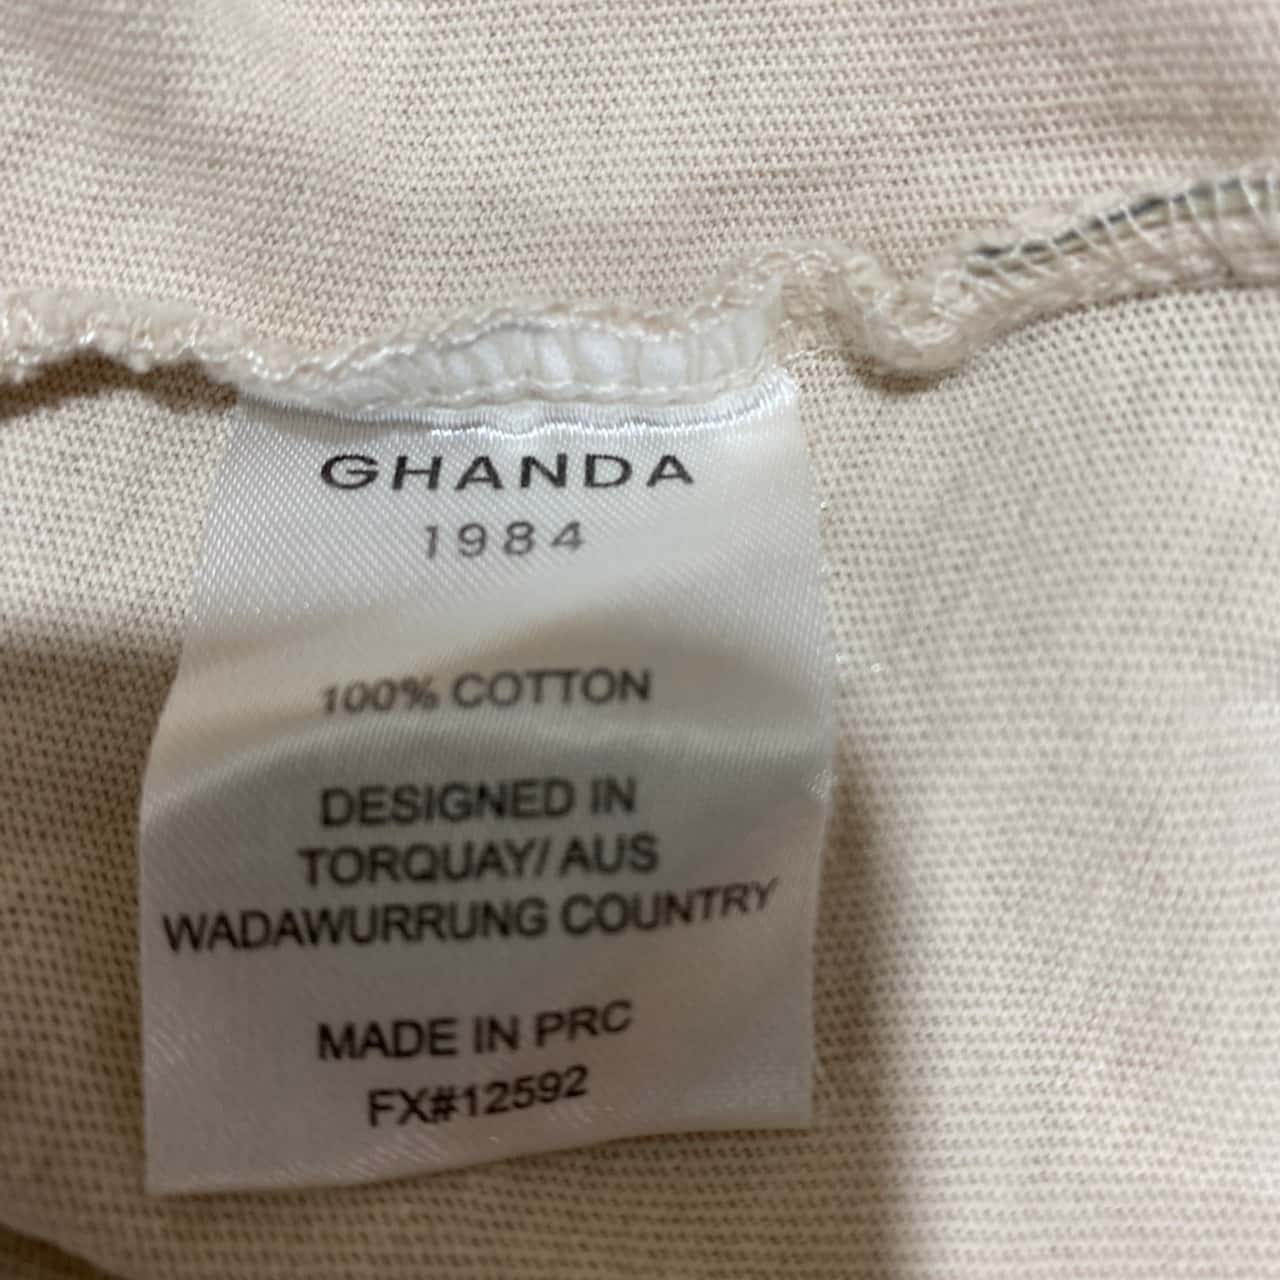 GHANDA
1984
100% COTTON
DESIGNED IN
TORQUAY/ AUS
WADAWURRUNG COUNTRY
MADE IN PRC
FX#12592